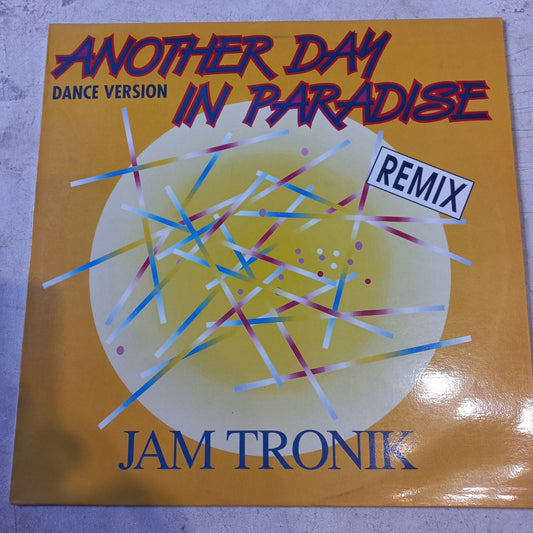 ANOTHER DAY
DANCE VERSION IN PARADISE
REMIX
JAM TRONIK